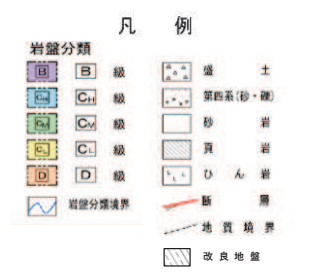 凡 例
岩盤分類
B B 級
CH CH 級
CM CM 級
CL CL 級
D D 級
岩盤分類境界
盛 土
第四系(砂・礫)
砂 岩
頁 岩
ひ ん 岩
断 層
地 質 境 界
改 良 地 盤